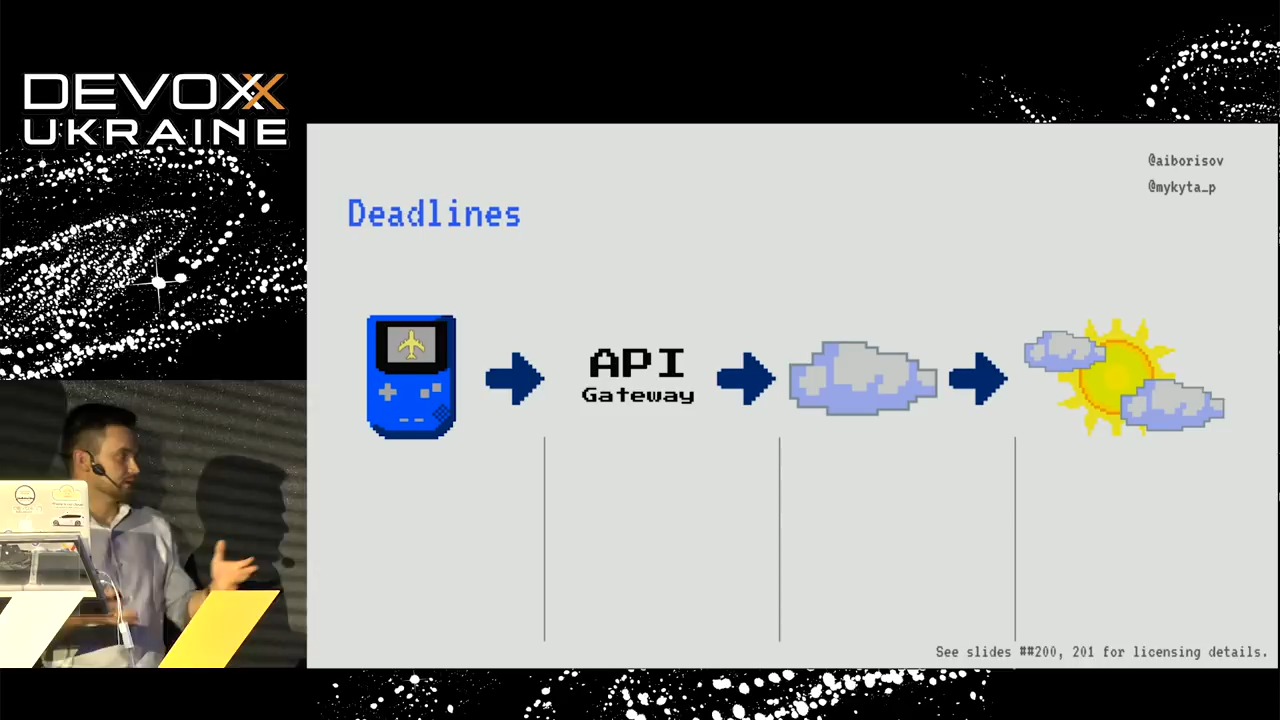 DEVOXX
UKRAINE
@aiborisov
@mykyta_p
Deadlines
API
Gateway
See slides ##200, 201 for licensing details.